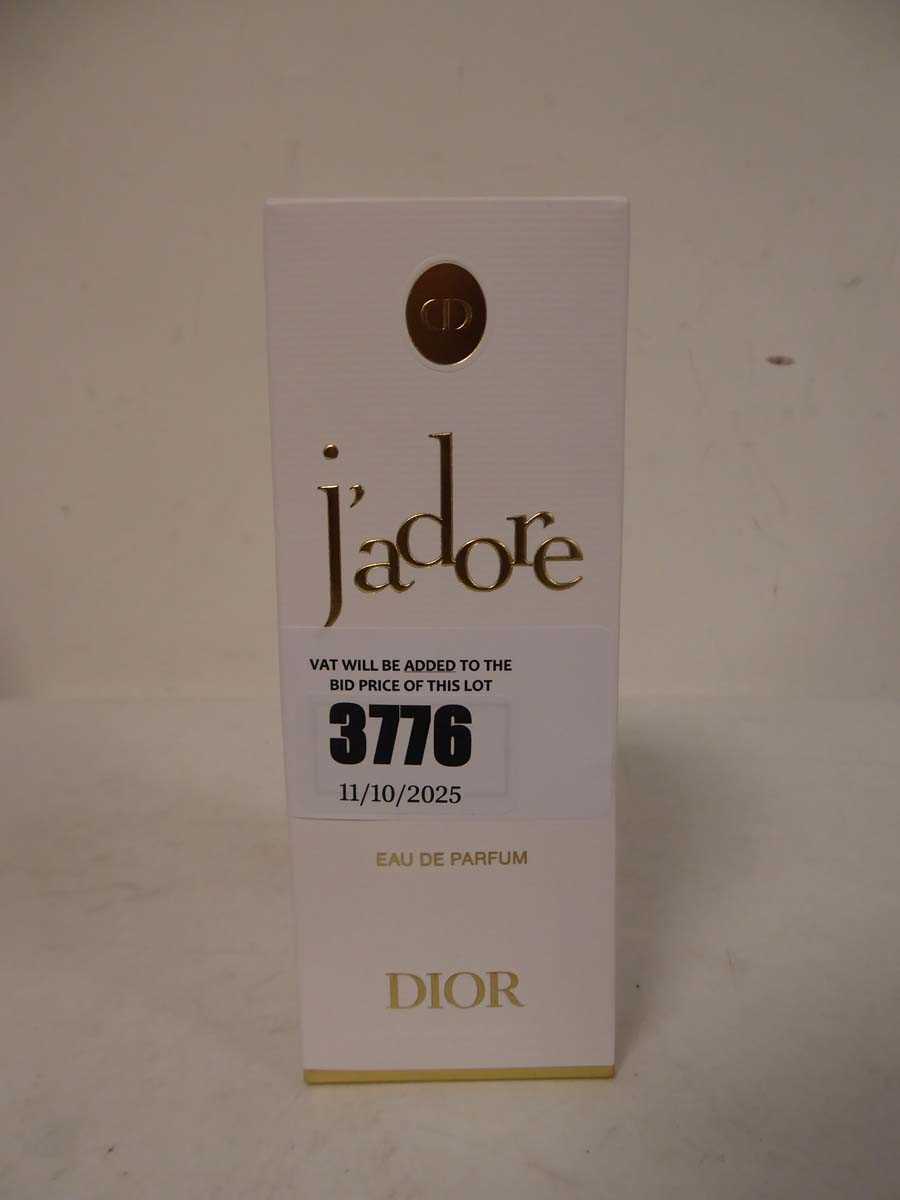 CD
j'adore
VAT WILL BE ADDED TO THE
BID PRICE OF THIS LOT
3776
11/10/2025
EAU DE PARFUM
DIOR